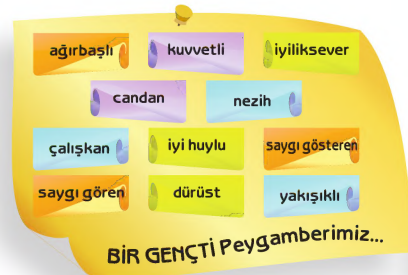 ağırbaşlı kuvvetli iyiliksever
candan nezih
çalışkan iyi huylu saygı gösteren
saygı gören dürüst yakışıklı
BİR GENÇTİ Peygamberimiz...